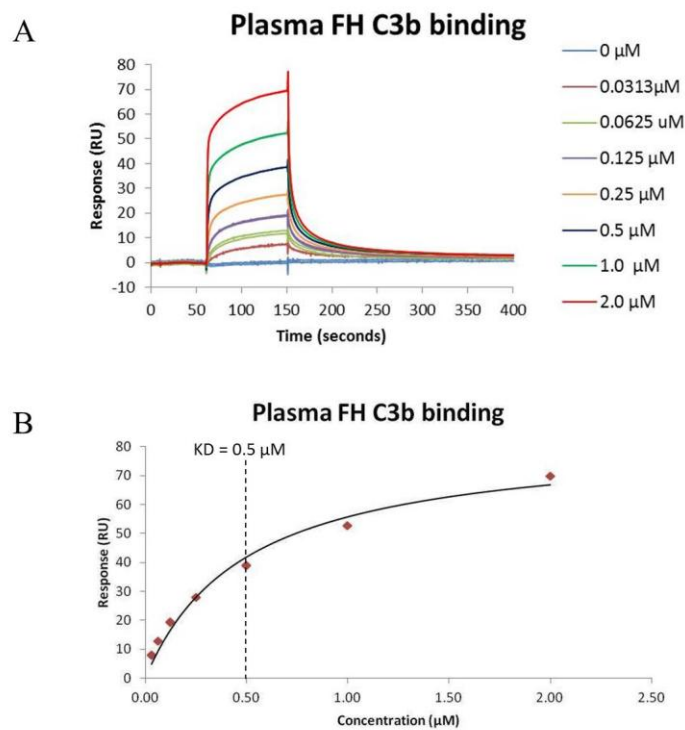 A
Plasma FH C3b binding
80
70
60
50
40
30
20
10
0
-10
Response (RU)
0 50 100 150 200 250 300 350 400
Time (seconds)
0 µM
0.0313µM
0.0625 uM
0.125 µM
0.25 µM
0.5 µM
1.0 µM
2.0 µM
B
Plasma FH C3b binding
KD = 0.5 µM
80
70
60
50
40
30
20
10
0
Response (RU)
0.00 0.50 1.00 1.50 2.00 2.50
Concentration (µM)